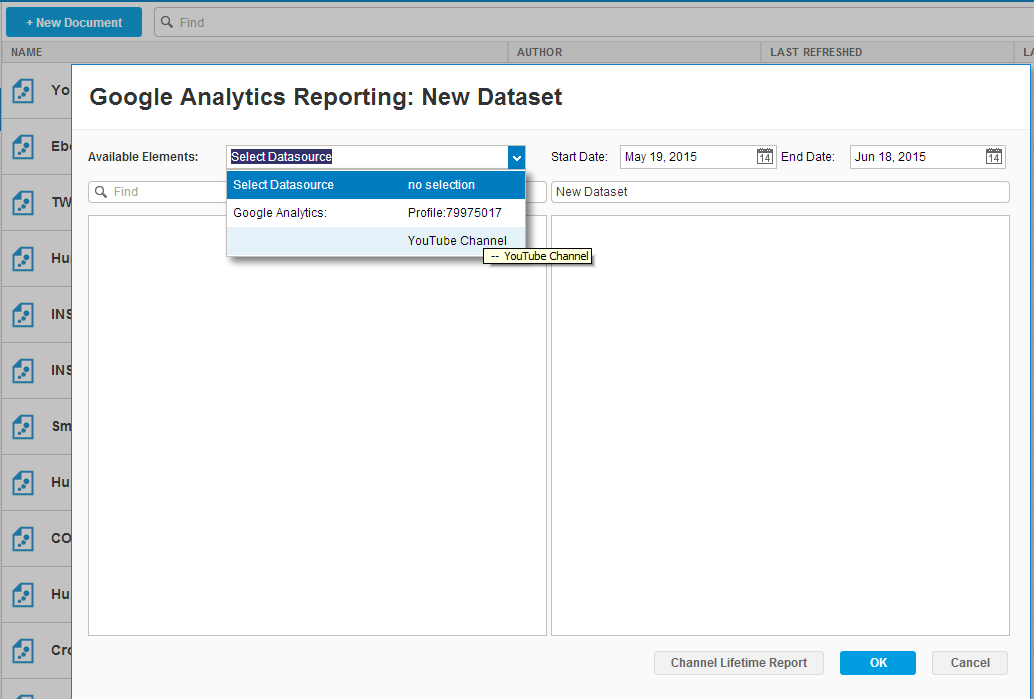 + New Document
Find
NAME AUTHOR LAST REFRESHED LA
Yo
Ebo
TW
Hu
INS
INS
Sm
Hu
CO
Hu
Cro
Google Analytics Reporting: New Dataset
Available Elements: Select Datasource Start Date: May 19, 2015 14 End Date: Jun 18, 2015 14
Find New Dataset
Select Datasource no selection
Google Analytics: Profile:79975017
YouTube Channel
-- YouTube Channel
Channel Lifetime Report OK Cancel